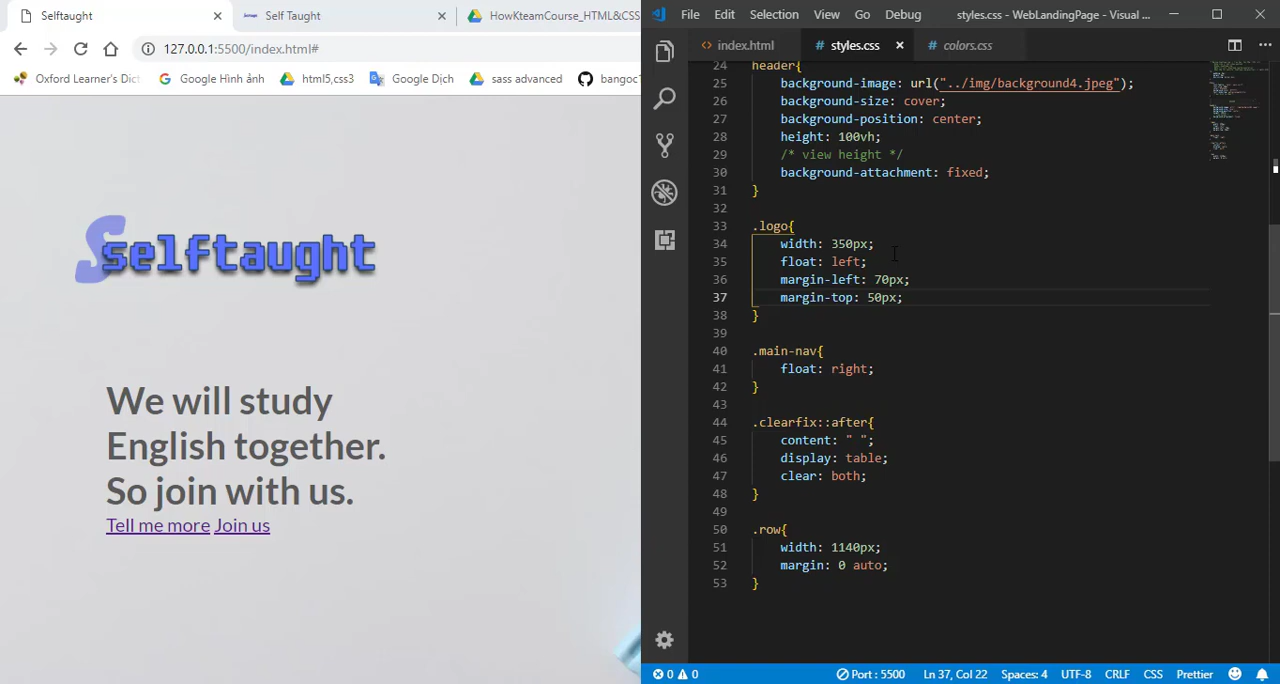 Selftaught
Self Taught
HowKteamCourse_HTML&CSS
127.0.0.1:5500/index.html#
Oxford Learner's Dict
Google Hình ảnh
html5,css3
Google Dịch
sass advanced
bangoc
Selftaught
We will study
English together.
So join with us.
Tell me more Join us
File Edit Selection View Go Debug styles.css - WebLandingPage - Visual ...
index.html styles.css colors.css
24 header{
25 background-image: url("../img/background4.jpeg");
26 background-size: cover;
27 background-position: center;
28 height: 100vh;
29 /* view height */
30 background-attachment: fixed;
31 }
32
33 .logo{
34 width: 350px;
35 float: left;
36 margin-left: 70px;
37 margin-top: 50px;
38 }
39
40 .main-nav{
41 float: right;
42 }
43
44 .clearfix::after{
45 content: " ";
46 display: table;
47 clear: both;
48 }
49
50 .row{
51 width: 1140px;
52 margin: 0 auto;
53 }
0 0 Port : 5500 Ln 37, Col 22 Spaces: 4 UTF-8 CRLF CSS Prettier